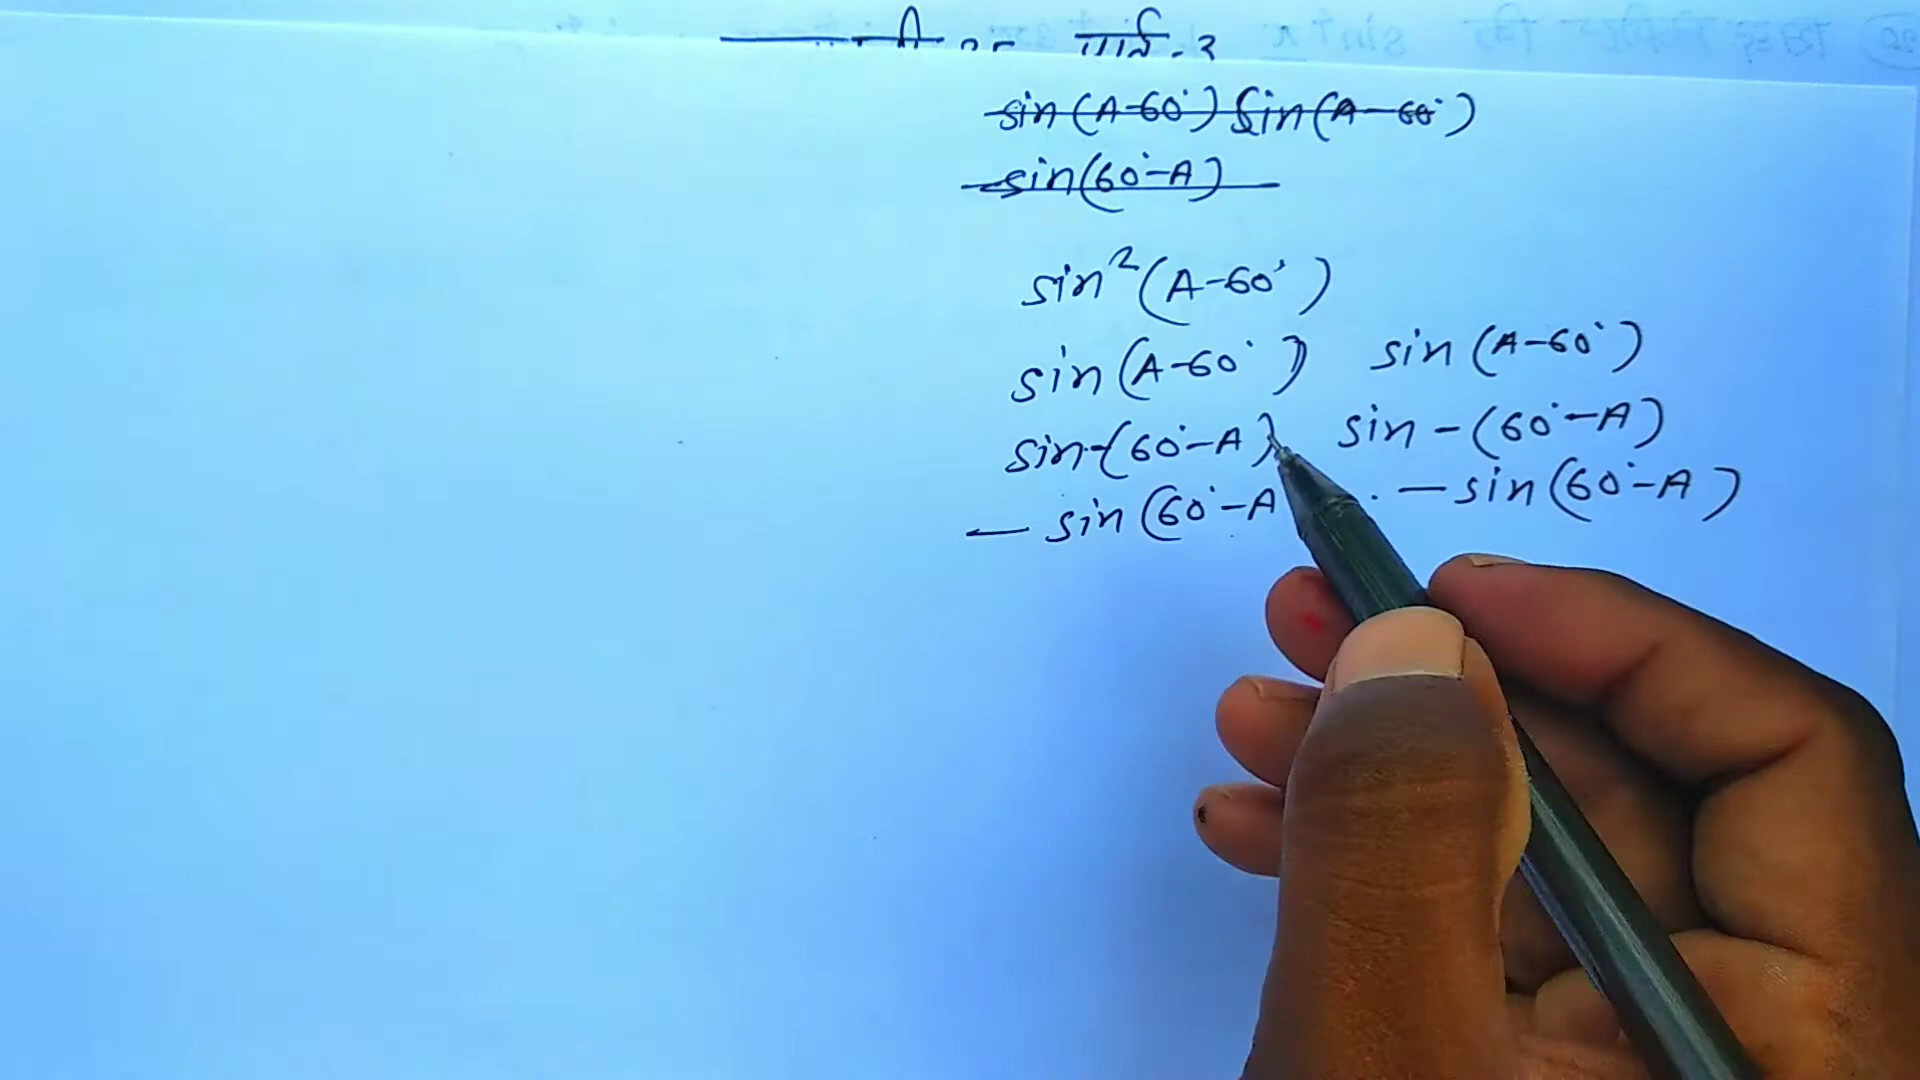 sin(A-60°) Sin(A-60°)
-sin(60°-A)
sin²(A-60°)
sin(A-60°) sin(A-60°)
sin-(60°-A) sin-(60°-A)
- sin(60°-A . - sin(60°-A)